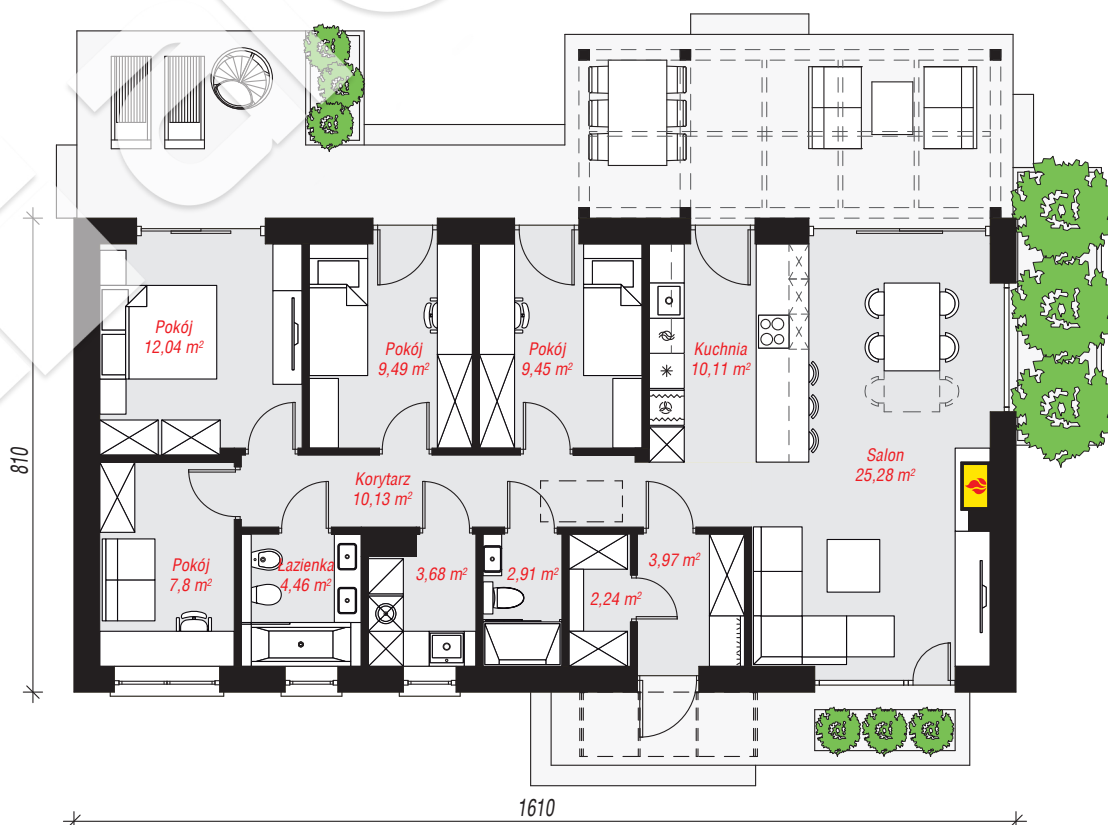 Pokój
12,04 m²
Pokój
9,49 m²
Pokój
9,45 m²
Kuchnia
10,11 m²
Salon
25,28 m²
Korytarz
10,13 m²
Pokój
7,8 m²
Łazienka
4,46 m²
3,68 m²
2,91 m²
2,24 m²
3,97 m²
810
1610